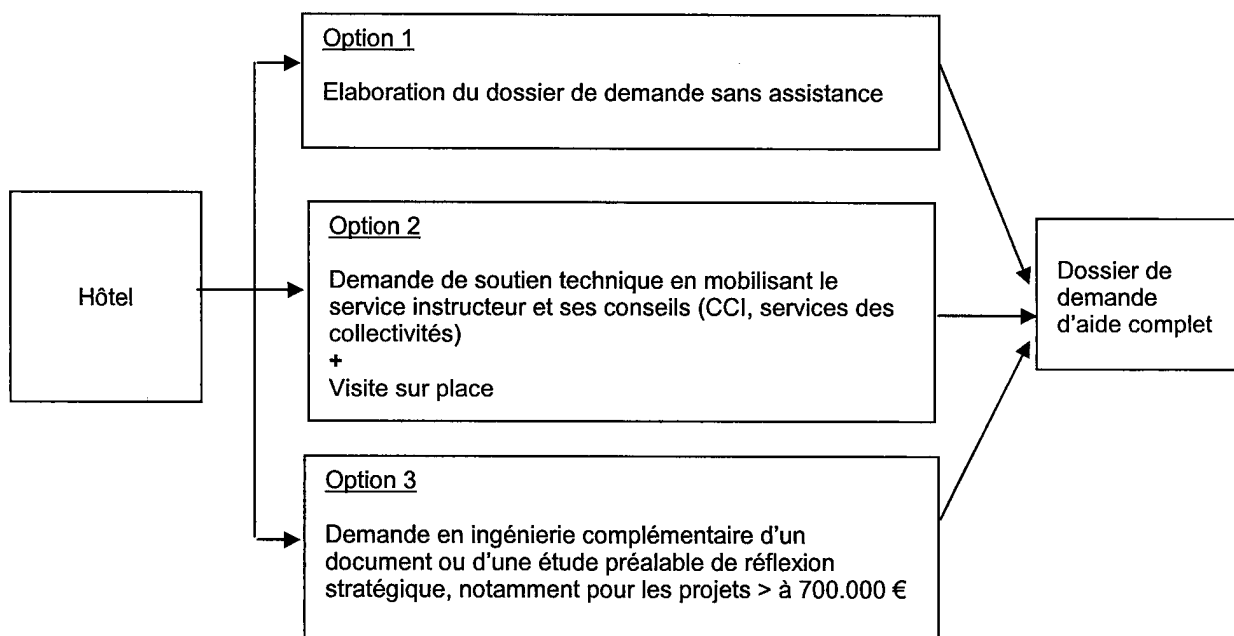 Option 1
Elaboration du dossier de demande sans assistance
Hôtel
Option 2
Demande de soutien technique en mobilisant le
service instructeur et ses conseils (CCI, services des
collectivités)
+
Visite sur place
Option 3
Demande en ingénierie complémentaire d'un
document ou d'une étude préalable de réflexion
stratégique, notamment pour les projets > à 700.000 €
Dossier de
demande
d'aide complet